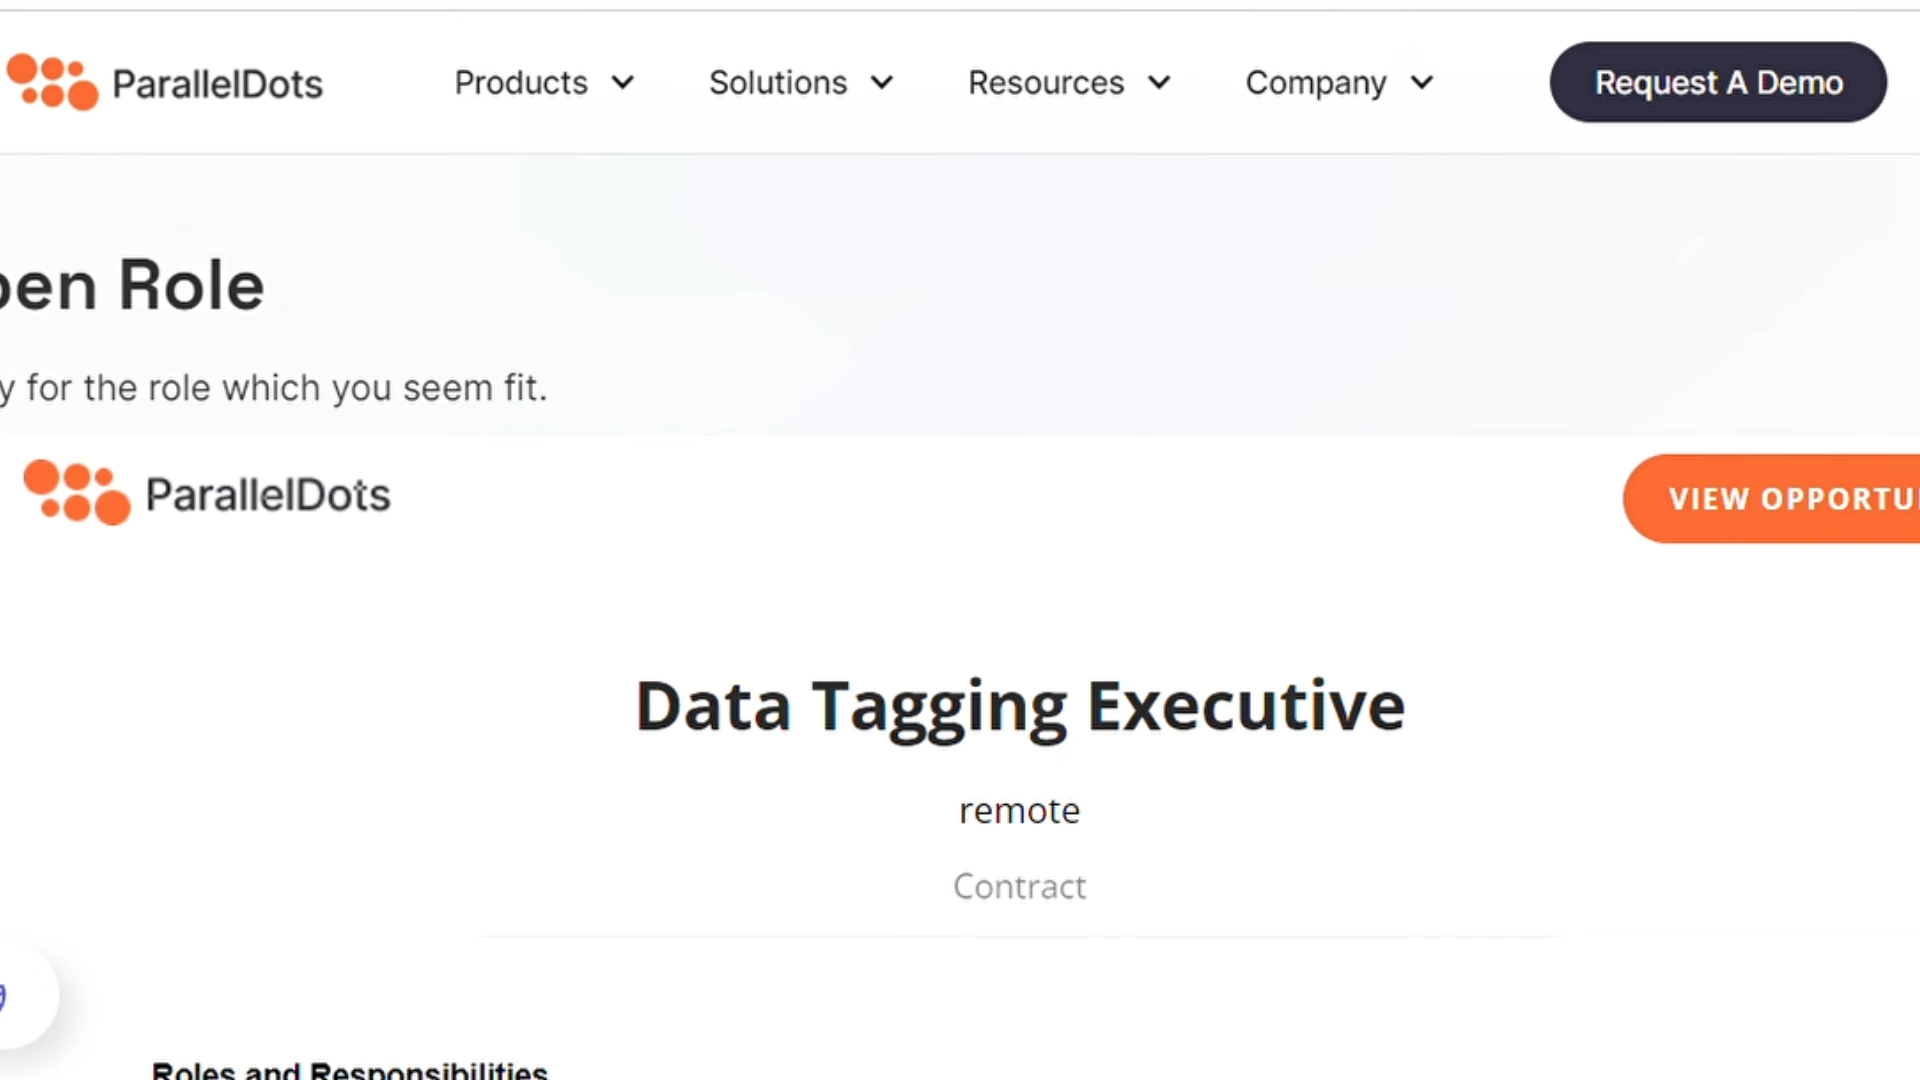 ParallelDots Products Solutions Resources Company Request A Demo
pen Role
y for the role which you seem fit.
ParallelDots VIEW OPPORTU
Data Tagging Executive
remote
Contract
Roles and Responsibilities